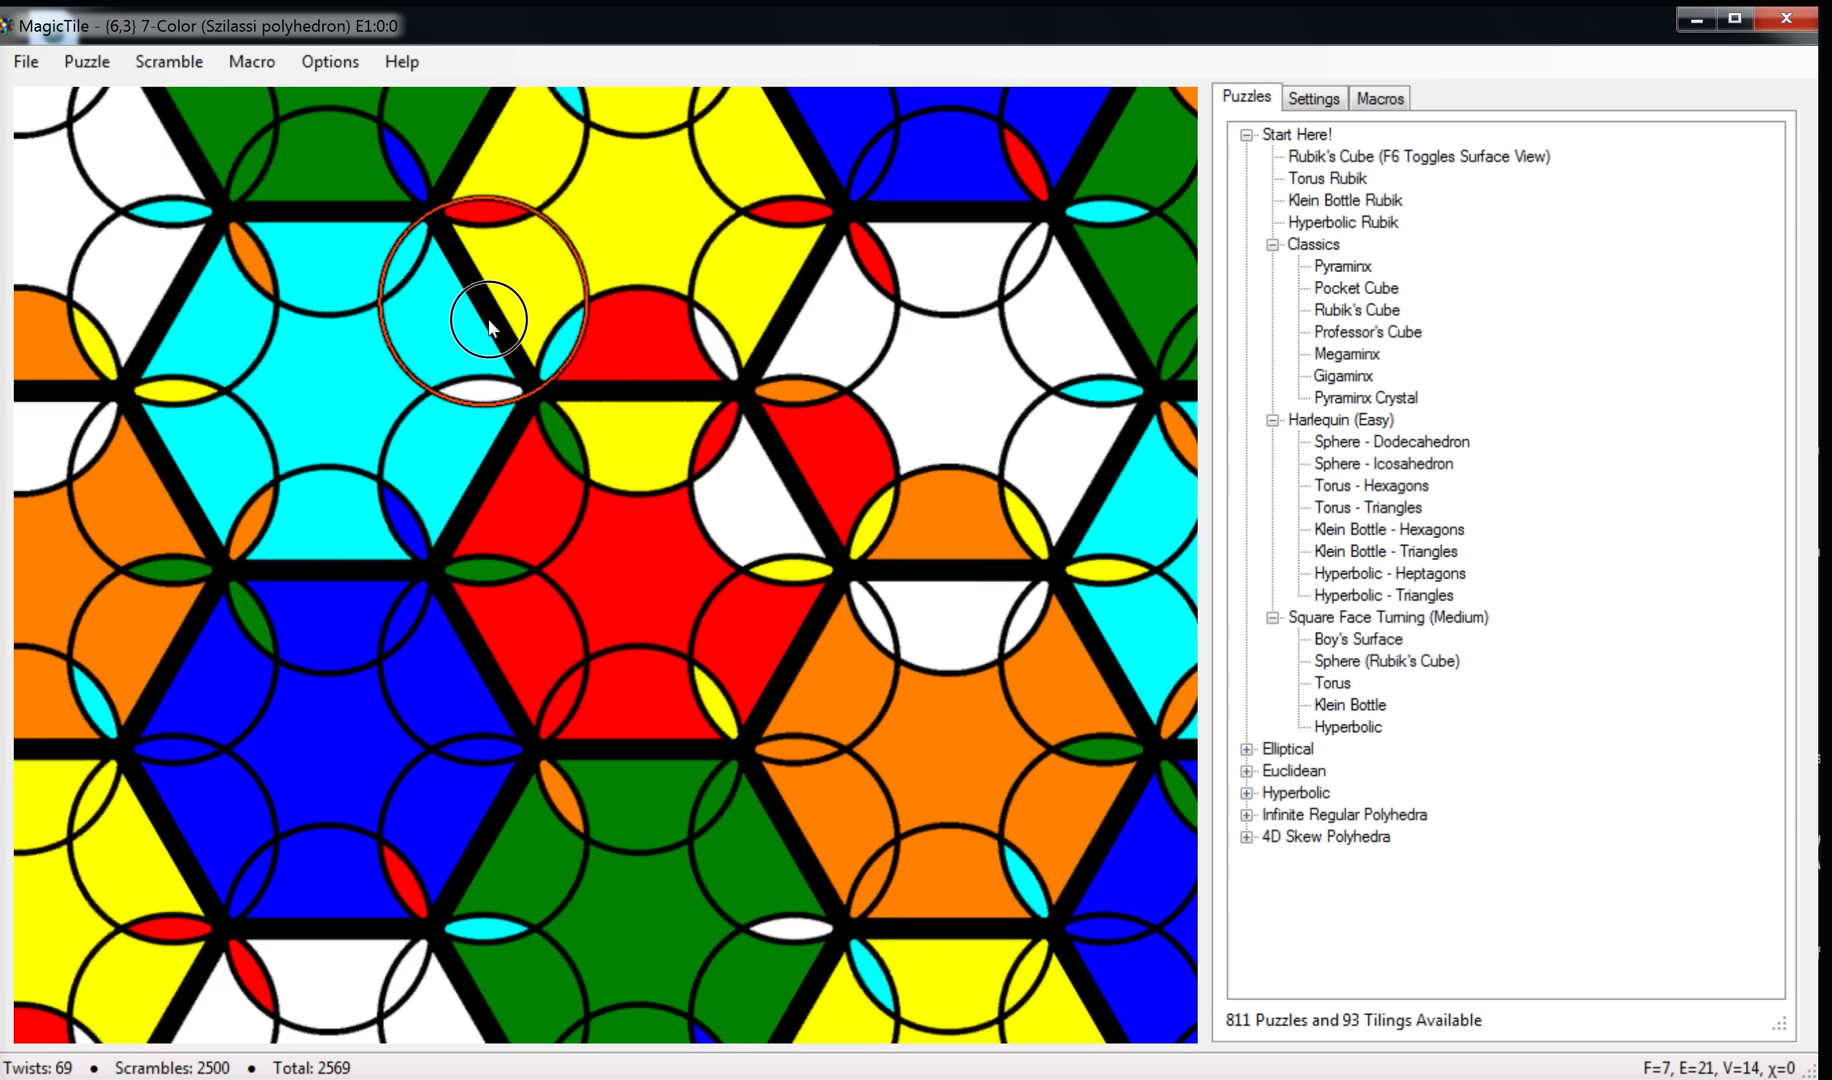 MagicTile - {6,3} 7-Color (Szilassi polyhedron) E1:0:0
File Puzzle Scramble Macro Options Help
Puzzles Settings Macros
Start Here!
Rubik's Cube (F6 Toggles Surface View)
Torus Rubik
Klein Bottle Rubik
Hyperbolic Rubik
Classics
Pyraminx
Pocket Cube
Rubik's Cube
Professor's Cube
Megaminx
Gigaminx
Pyraminx Crystal
Harlequin (Easy)
Sphere - Dodecahedron
Sphere - Icosahedron
Torus - Hexagons
Torus - Triangles
Klein Bottle - Hexagons
Klein Bottle - Triangles
Hyperbolic - Heptagons
Hyperbolic - Triangles
Square Face Turning (Medium)
Boy's Surface
Sphere (Rubik's Cube)
Torus
Klein Bottle
Hyperbolic
Elliptical
Euclidean
Hyperbolic
Infinite Regular Polyhedra
4D Skew Polyhedra
811 Puzzles and 93 Tilings Available
Twists: 69 • Scrambles: 2500 • Total: 2569 F=7, E=21, V=14, χ=0